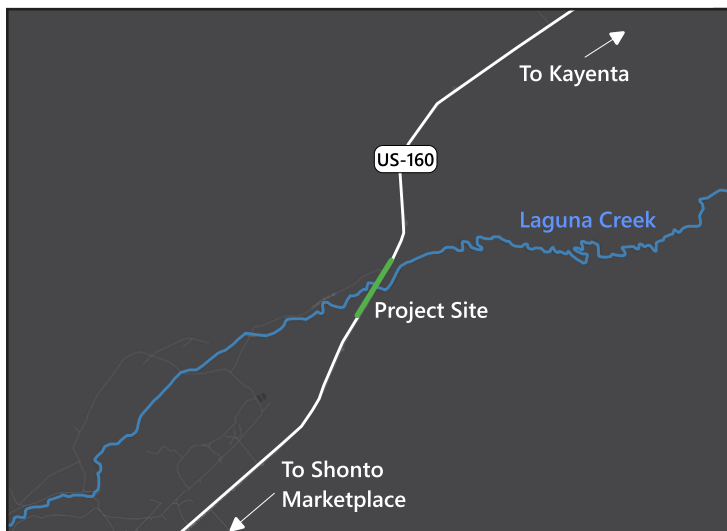 To Kayenta
US-160
Laguna Creek
Project Site
To Shonto
Marketplace